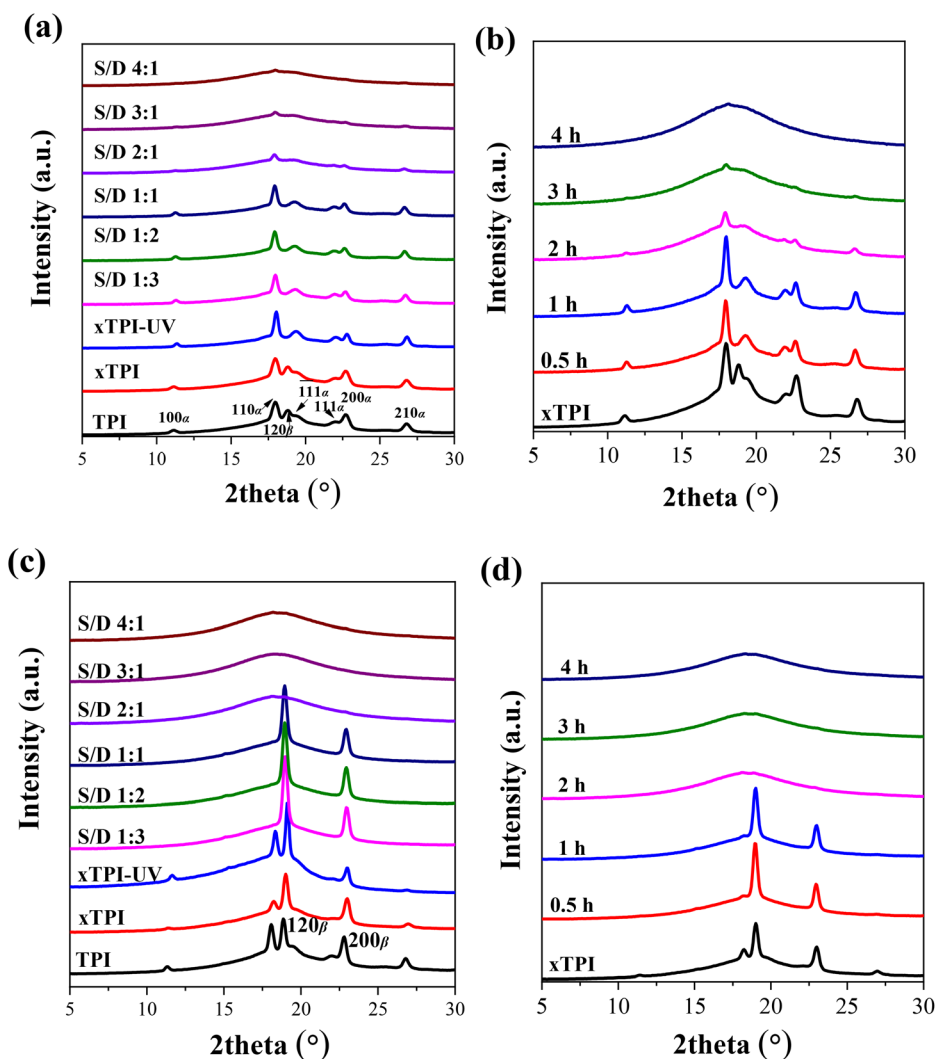 (a)
S/D 4:1
S/D 3:1
S/D 2:1
S/D 1:1
S/D 1:2
S/D 1:3
xTPI-UV
xTPI
TPI
100α
110α
120β
1̅11α
111α
200α
210α
5 10 15 20 25 30
2theta (°)
Intensity (a.u.)
(b)
4 h
3 h
2 h
1 h
0.5 h
xTPI
5 10 15 20 25 30
2theta (°)
Intensity (a.u.)
(c)
S/D 4:1
S/D 3:1
S/D 2:1
S/D 1:1
S/D 1:2
S/D 1:3
xTPI-UV
xTPI
TPI
120β
200β
5 10 15 20 25 30
2theta (°)
Intensity (a.u.)
(d)
4 h
3 h
2 h
1 h
0.5 h
xTPI
5 10 15 20 25 30
2theta (°)
Intensity (a.u.)